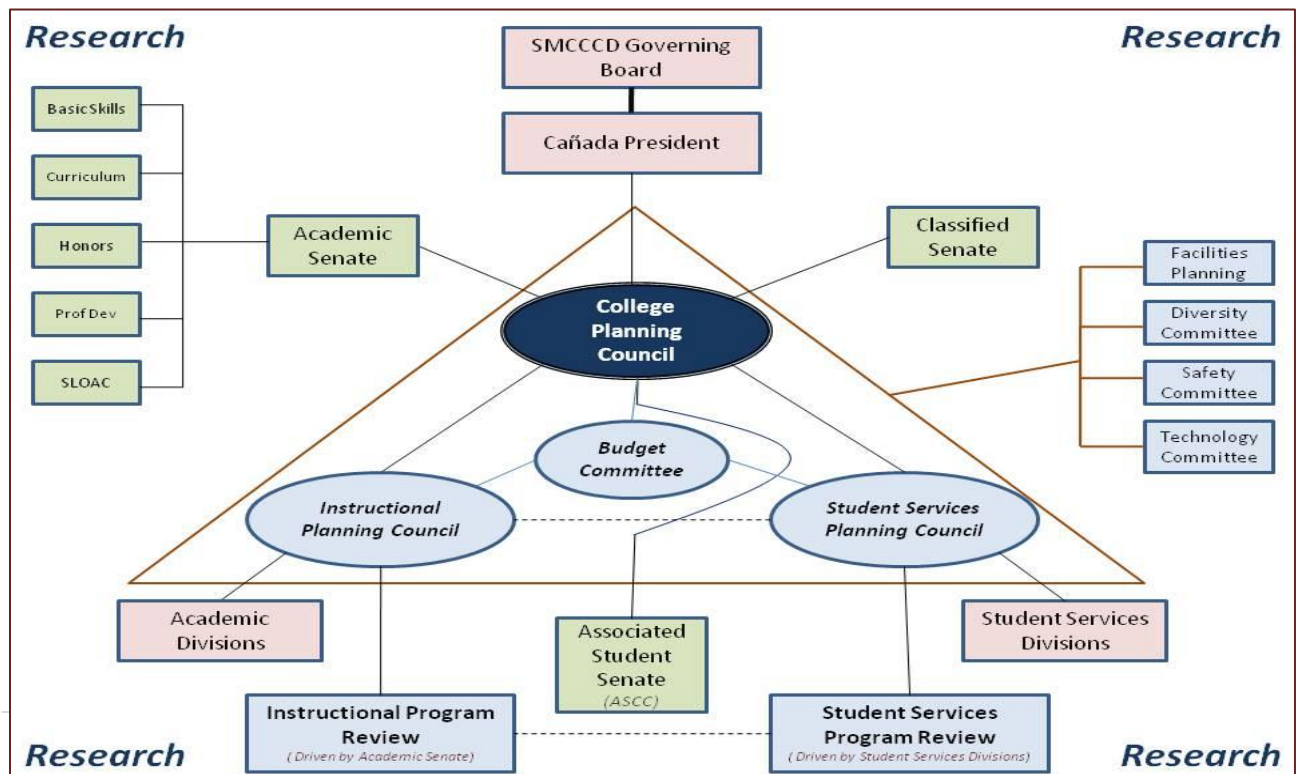 Research
Research
SMCCCD Governing
Board
Cañada President
Basic Skills
Curriculum
Honors
Prof Dev
SLOAC
Academic
Senate
Classified
Senate
Facilities
Planning
Diversity
Committee
Safety
Committee
Technology
Committee
College
Planning
Council
Budget
Committee
Instructional
Planning Council
Student Services
Planning Council
Academic
Divisions
Associated
Student
Senate
(ASCC)
Student Services
Divisions
Instructional Program
Review
( Driven by Academic Senate)
Student Services
Program Review
( Driven by Student Services Divisions)
Research
Research